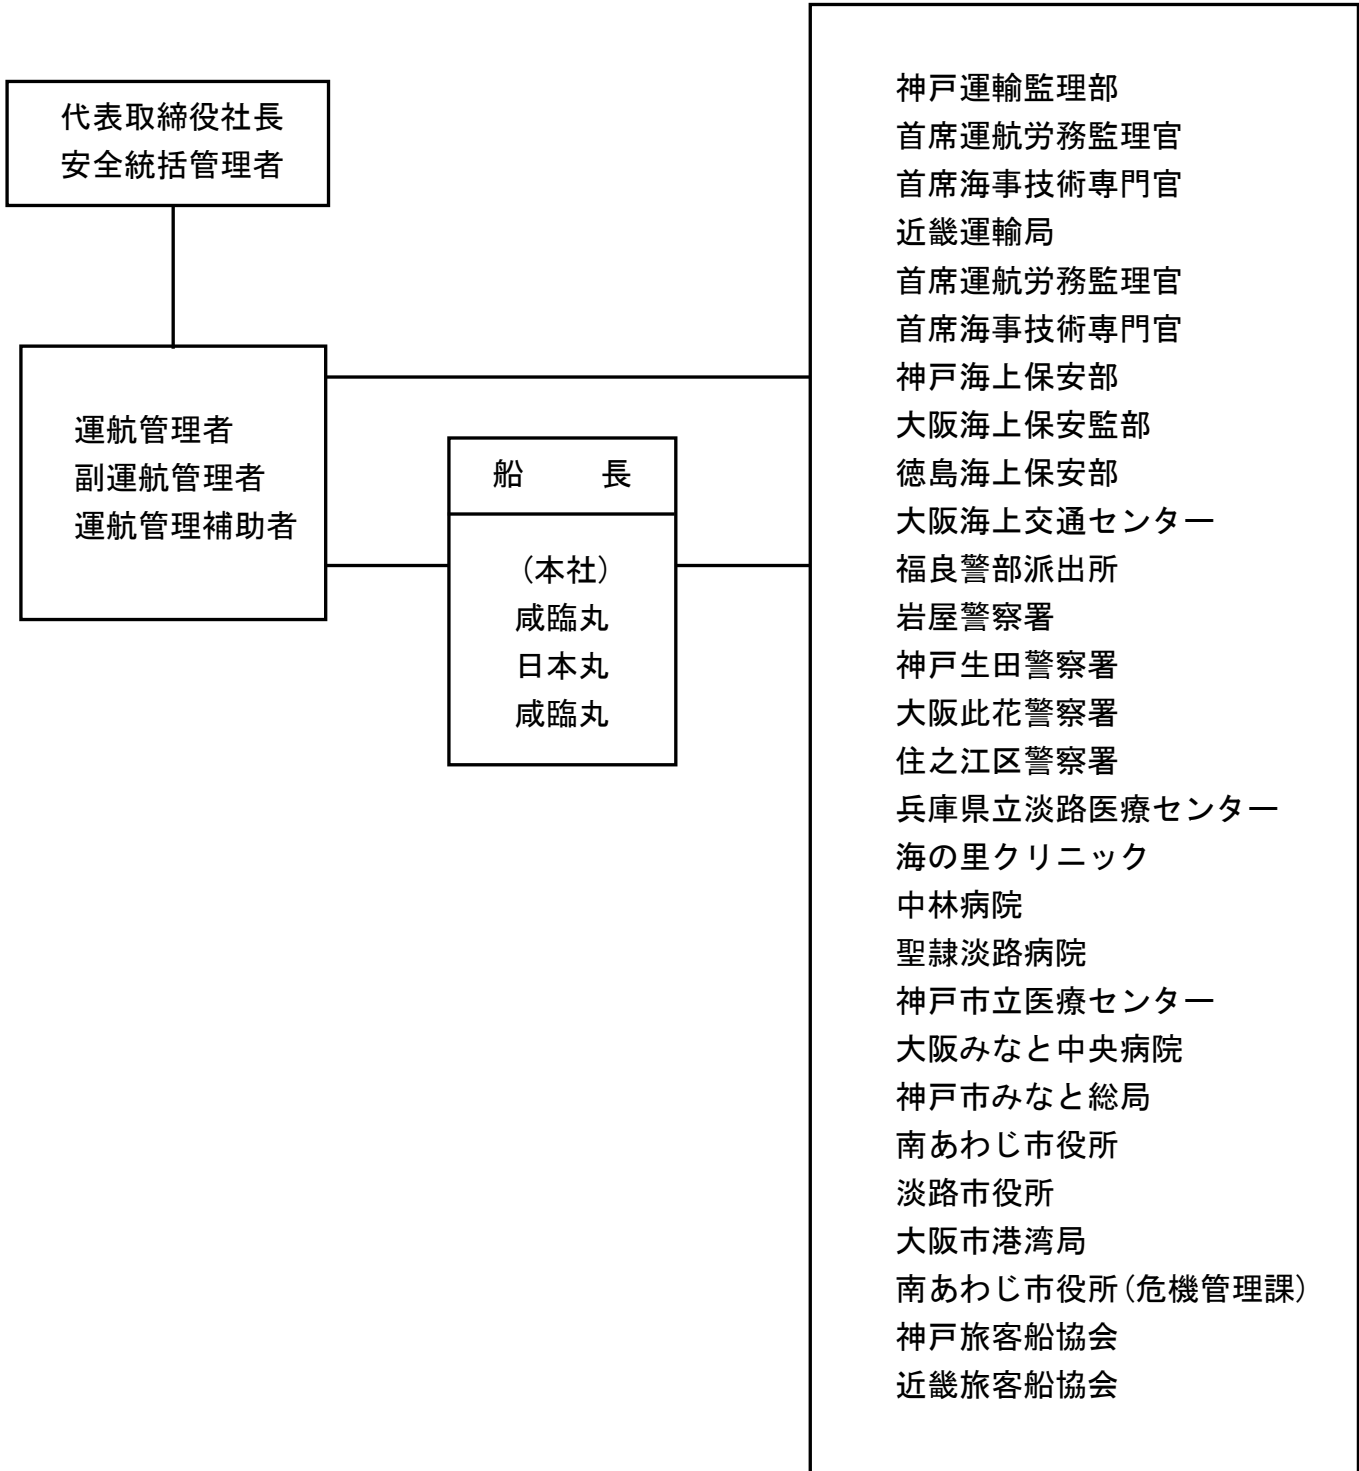 代表取締役社長
安全統括管理者
運航管理者
副運航管理者
運航管理補助者
船　　長
(本社)
咸臨丸
日本丸
咸臨丸
神戸運輸監理部
首席運航労務監理官
首席海事技術専門官
近畿運輸局
首席運航労務監理官
首席海事技術専門官
神戸海上保安部
大阪海上保安監部
徳島海上保安部
大阪海上交通センター
福良警部派出所
岩屋警察署
神戸生田警察署
大阪此花警察署
住之江区警察署
兵庫県立淡路医療センター
海の里クリニック
中林病院
聖隷淡路病院
神戸市立医療センター
大阪みなと中央病院
神戸市みなと総局
南あわじ市役所
淡路市役所
大阪市港湾局
南あわじ市役所(危機管理課)
神戸旅客船協会
近畿旅客船協会